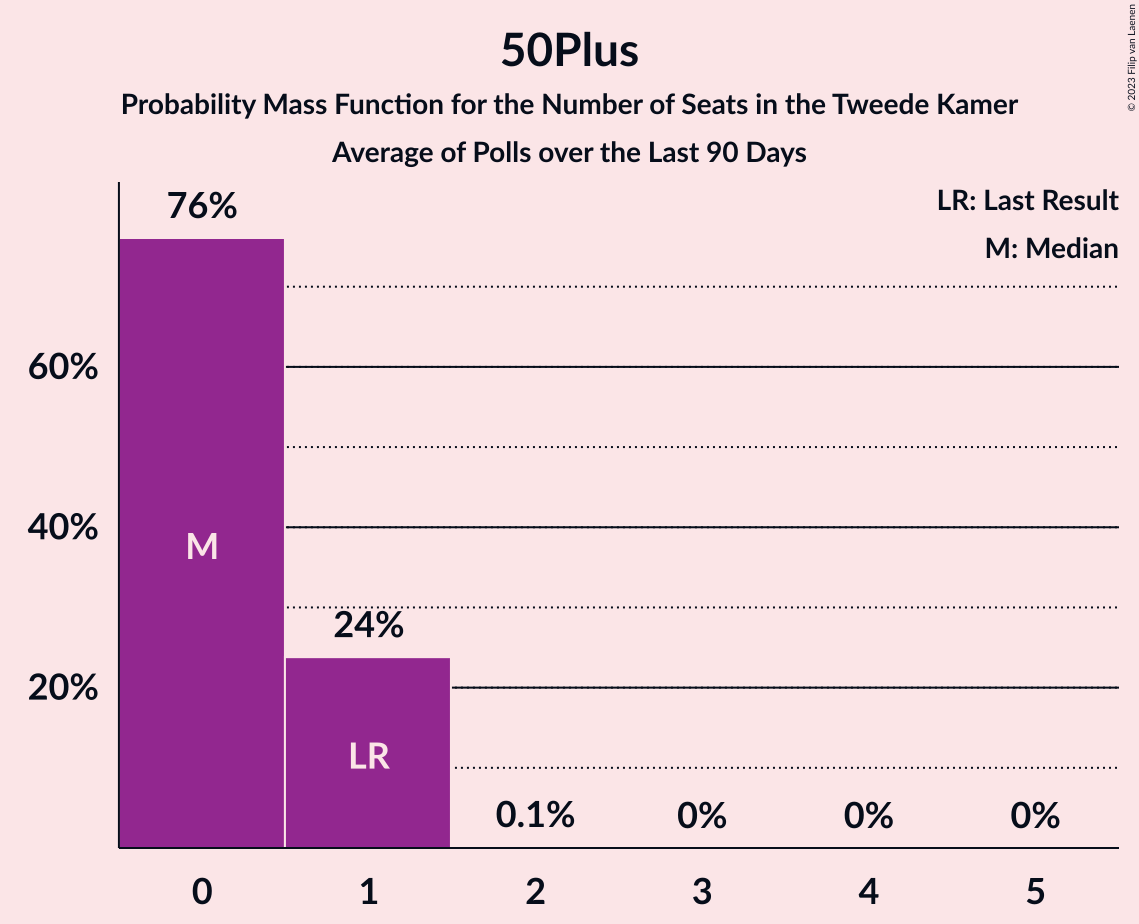 50Plus
Probability Mass Function for the Number of Seats in the Tweede Kamer
Average of Polls over the Last 90 Days
© 2023 Filip van Laenen
LR: Last Result
M: Median
76%
60%
40%
M
24%
20%
LR
0.1%
0%
0%
0%
0
1
2
3
4
5